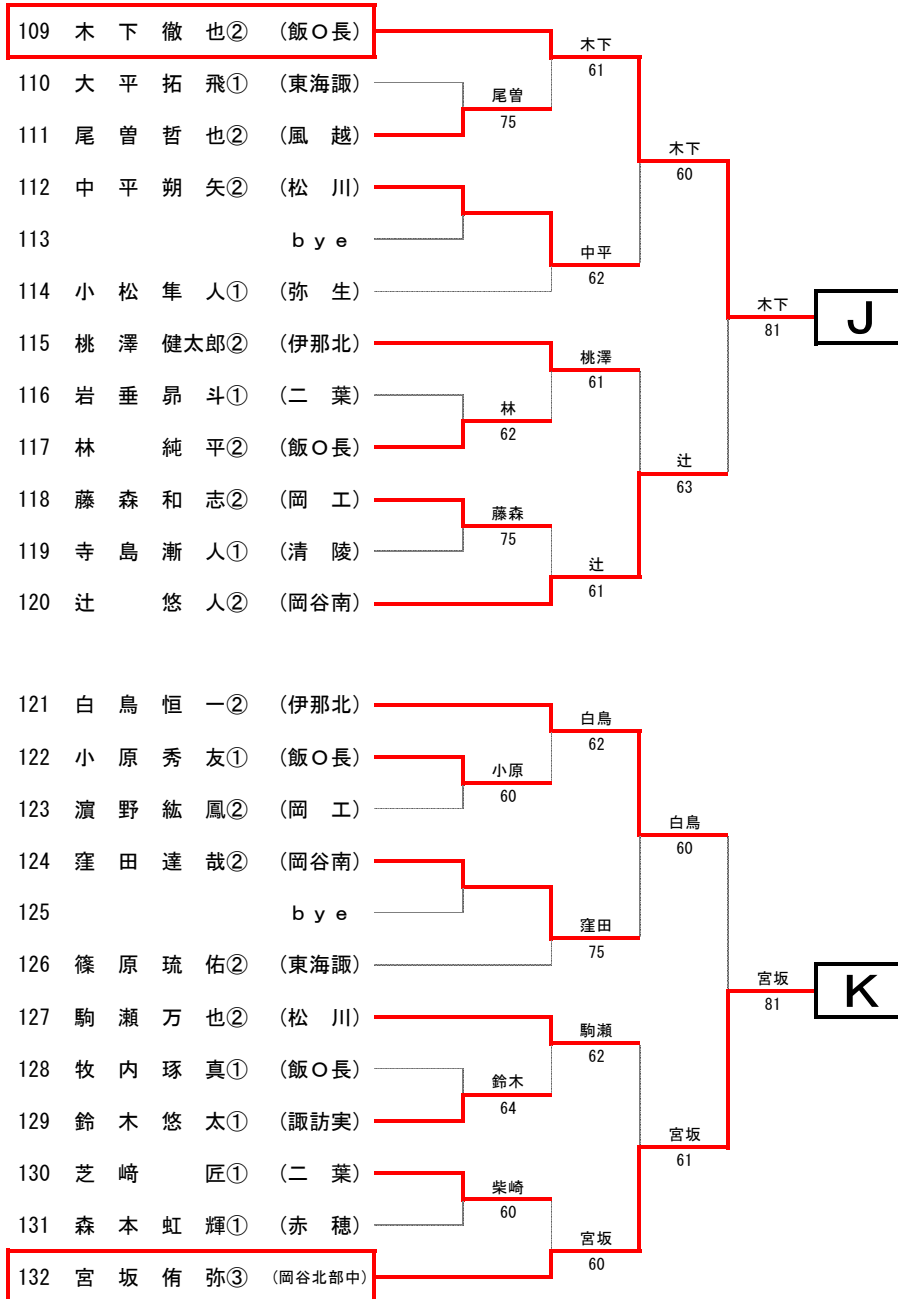 109 木 下 徹 也② (飯O長)
木下
61
110 大 平 拓 飛① (東海諏)
尾曽
75
111 尾 曽 哲 也② (風 越)
木下
60
112 中 平 朔 矢② (松 川)
113 bye
中平
62
114 小 松 隼 人① (弥 生)
木下
81
J
115 桃 澤 健太郎② (伊那北)
桃澤
61
116 岩 垂 昴 斗① (二 葉)
林
62
117 林 純 平② (飯O長)
辻
63
118 藤 森 和 志② (岡 工)
藤森
75
119 寺 島 漸 人① (清 陵)
辻
61
120 辻 悠 人② (岡谷南)
121 白 鳥 恒 一② (伊那北)
白鳥
62
122 小 原 秀 友① (飯O長)
小原
60
123 濵 野 紘 鳳② (岡 工)
白鳥
60
124 窪 田 達 哉② (岡谷南)
125 bye
窪田
75
126 篠 原 琉 佑② (東海諏)
宮坂
81
K
127 駒 瀬 万 也② (松 川)
駒瀬
62
128 牧 内 琢 真① (飯O長)
鈴木
64
129 鈴 木 悠 太① (諏訪実)
宮坂
61
130 芝 﨑 匠① (二 葉)
柴崎
60
131 森 本 虹 輝① (赤 穂)
宮坂
60
132 宮 坂 侑 弥③ (岡谷北部中)